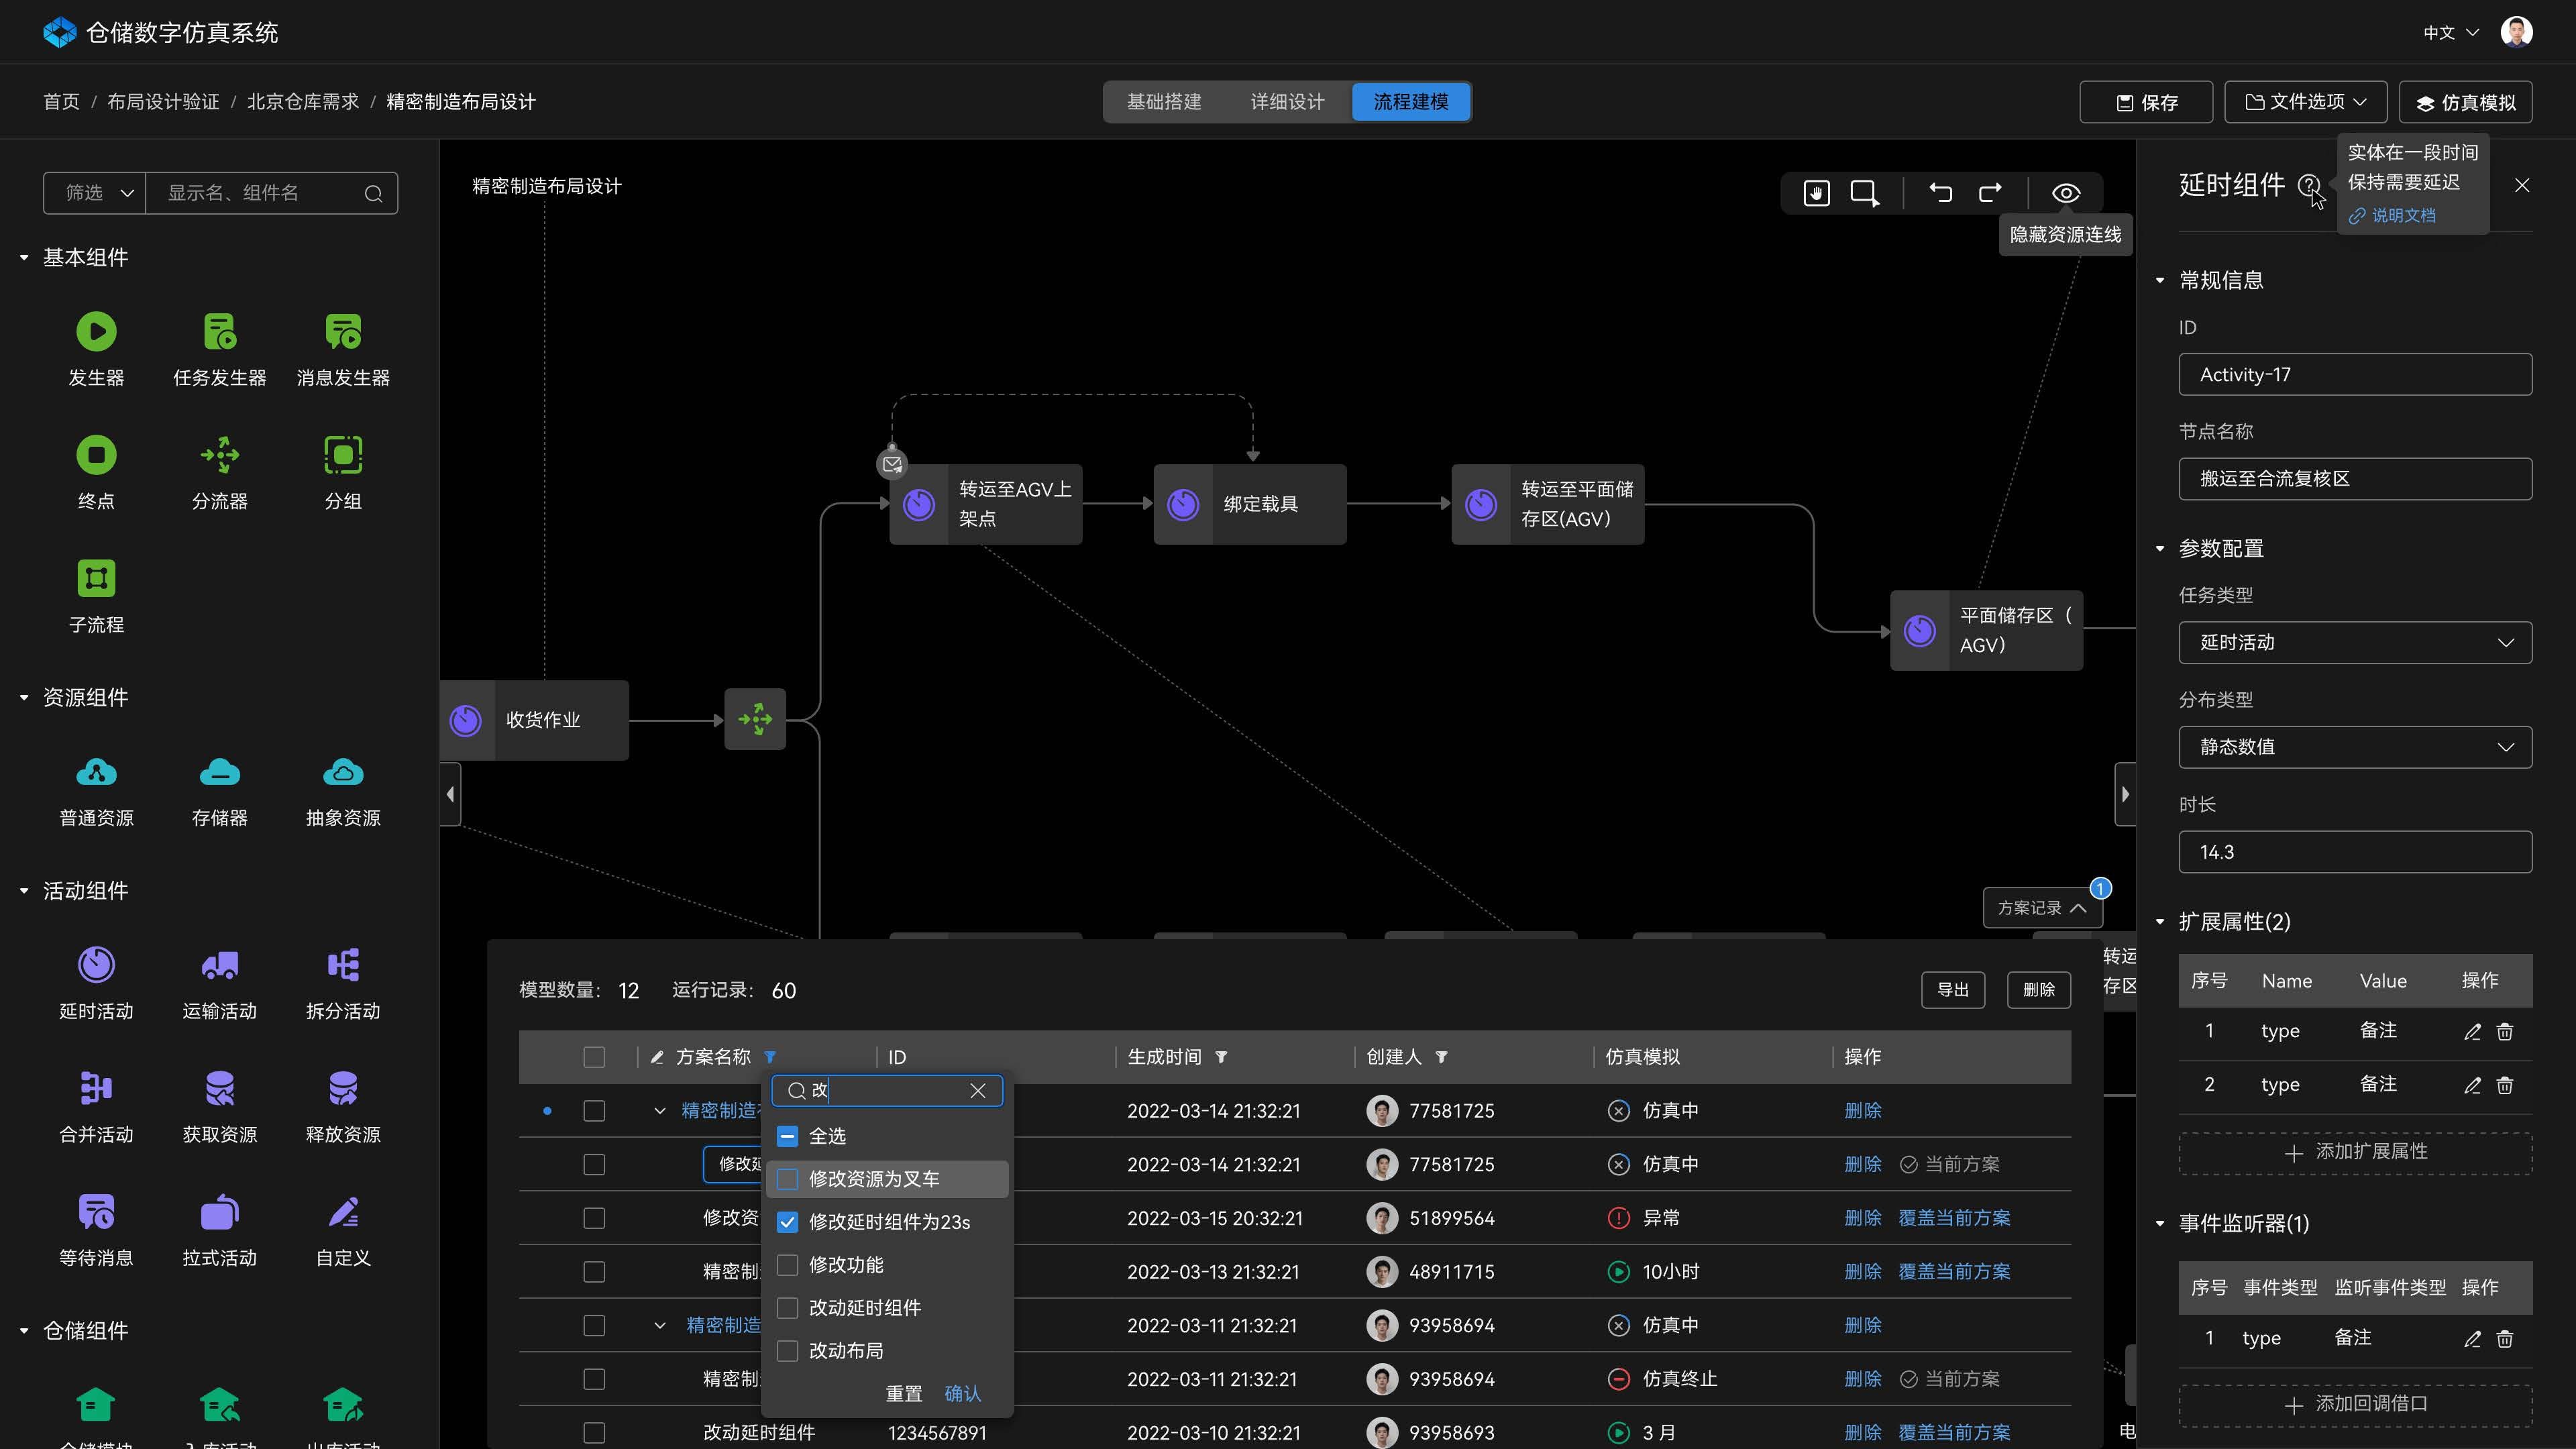 仓储数字仿真系统
中文
首页 / 布局设计验证 / 北京仓库需求 / 精密制造布局设计
基础搭建 详细设计 流程建模
保存 文件选项 仿真模拟
筛选 显示名、组件名
基本组件
发生器 任务发生器 消息发生器
终点 分流器 分组
子流程
资源组件
普通资源 存储器 抽象资源
活动组件
延时活动 运输活动 拆分活动
合并活动 获取资源 释放资源
等待消息 拉式活动 自定义
仓储组件
精密制造布局设计
隐藏资源连线
转运至AGV上
架点
绑定载具
转运至平面储
存区(AGV)
平面储存区（
AGV）
收货作业
方案记录 1
转运
存区
电
模型数量： 12 运行记录： 60
导出 删除
方案名称 ID 生成时间 创建人 仿真模拟 操作
精密制造 2022-03-14 21:32:21 77581725 仿真中 删除
修改延 2022-03-14 21:32:21 77581725 仿真中 删除 当前方案
修改资 2022-03-15 20:32:21 51899564 异常 删除 覆盖当前方案
精密制 2022-03-13 21:32:21 48911715 10小时 删除 覆盖当前方案
精密制造 2022-03-11 21:32:21 93958694 仿真中 删除
精密制 2022-03-11 21:32:21 93958694 仿真终止 删除 当前方案
改动延时组件 1234567891 2022-03-10 21:32:21 93958693 3 月 删除 覆盖当前方案
改
全选
修改资源为叉车
修改延时组件为23s
修改功能
改动延时组件
改动布局
重置 确认
延时组件
实体在一段时间
保持需要延迟
说明文档
常规信息
ID
Activity-17
节点名称
搬运至合流复核区
参数配置
任务类型
延时活动
分布类型
静态数值
时长
14.3
扩展属性(2)
序号 Name Value 操作
1 type 备注
2 type 备注
添加扩展属性
事件监听器(1)
序号 事件类型 监听事件类型 操作
1 type 备注
添加回调借口